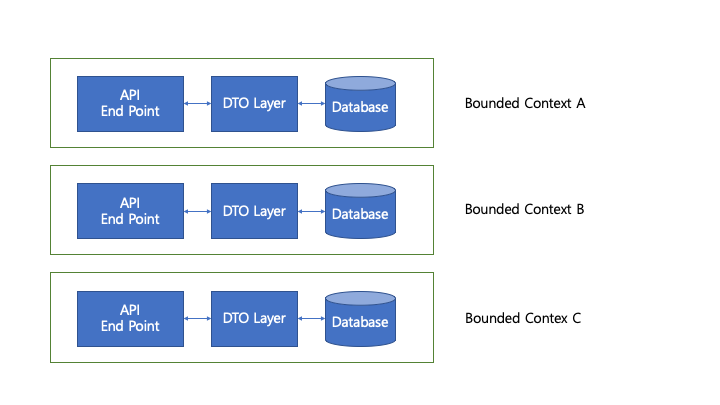 API
End Point
DTO Layer
Database
Bounded Context A
API
End Point
DTO Layer
Database
Bounded Context B
API
End Point
DTO Layer
Database
Bounded Contex C